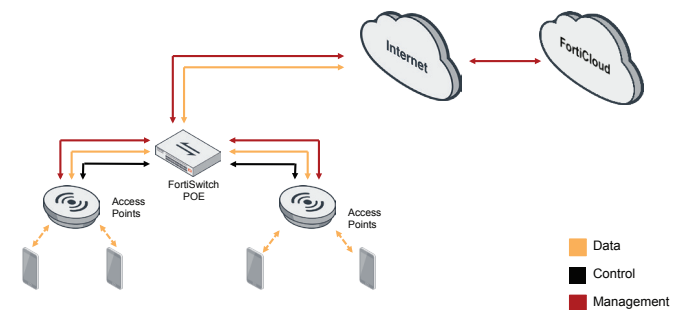 Internet
FortiCloud
FortiSwitch
POE
Access
Points
Access
Points
Data
Control
Management